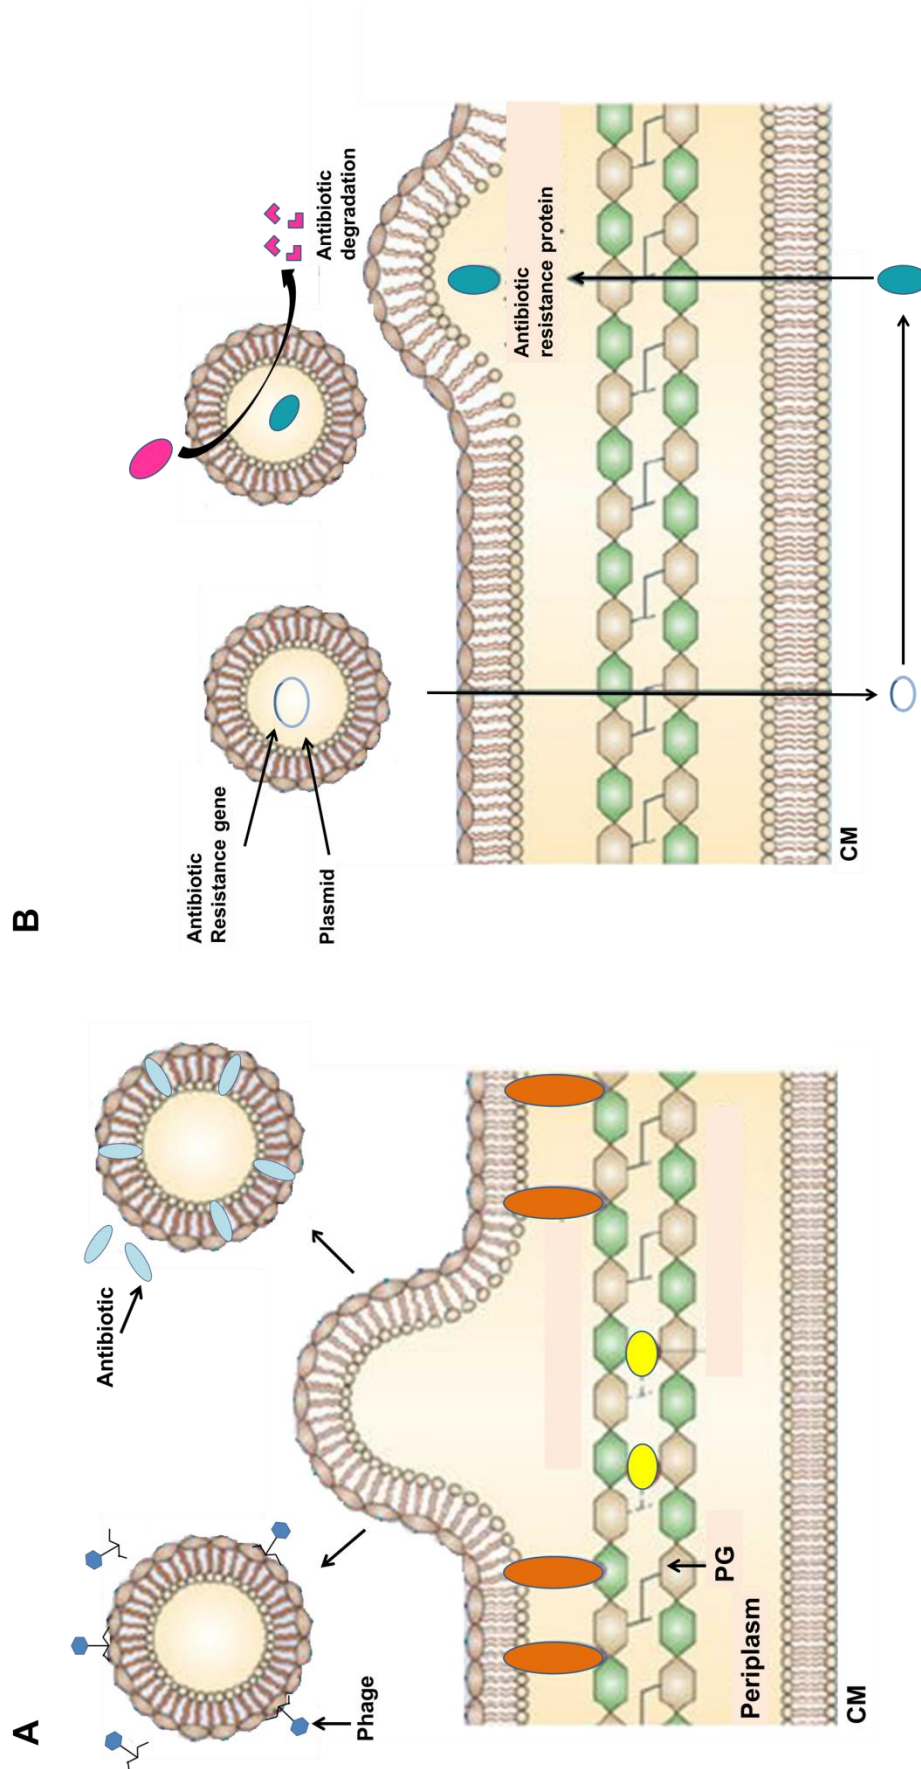 A
Phage
Antibiotic
PG
Periplasm
CM
B
Antibiotic
Resistance gene
Plasmid
Antibiotic
degradation
Antibiotic
resistance protein
CM